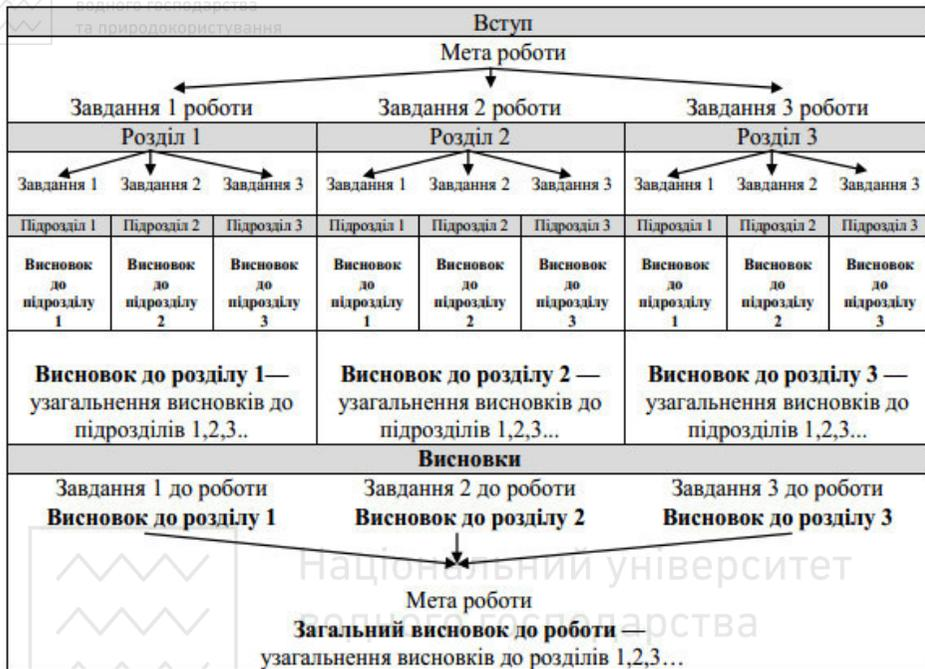 водного господарства
та природокористування
Вступ
Мета роботи
Завдання 1 роботи Завдання 2 роботи Завдання 3 роботи
Розділ 1 Розділ 2 Розділ 3
Завдання 1 Завдання 2 Завдання 3 Завдання 1 Завдання 2 Завдання 3 Завдання 1 Завдання 2 Завдання 3
Підрозділ 1 Підрозділ 2 Підрозділ 3 Підрозділ 1 Підрозділ 2 Підрозділ 3 Підрозділ 1 Підрозділ 2 Підрозділ 3
Висновок Висновок Висновок Висновок Висновок Висновок Висновок Висновок Висновок
до до до до до до до до до
підрозділу підрозділу підрозділу підрозділу підрозділу підрозділу підрозділу підрозділу підрозділу
1 2 3 1 2 3 1 2 3
Висновок до розділу 1— Висновок до розділу 2 — Висновок до розділу 3 —
узагальнення висновків до узагальнення висновків до узагальнення висновків до
підрозділів 1,2,3.. підрозділів 1,2,3... підрозділів 1,2,3...
Висновки
Завдання 1 до роботи Завдання 2 до роботи Завдання 3 до роботи
Висновок до розділу 1 Висновок до розділу 2 Висновок до розділу 3
Національний університет
Мета роботи
водного господарства
Загальний висновок до роботи —
узагальнення висновків до розділів 1,2,3…